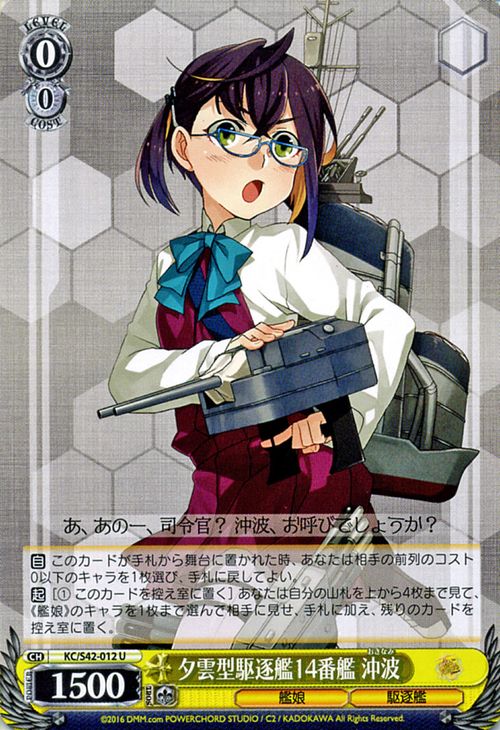 LEVEL
0
0
COST
あ、あのー、司令官？ 沖波、お呼びでしょうか？
自 このカードが手札から舞台に置かれた時、あなたは相手の前列のコスト
0以下のキャラを1枚選び、手札に戻してよい。
起 [① このカードを控え室に置く] あなたは自分の山札を上から4枚まで見て、
《艦娘》のキャラを1枚まで選んで相手に見せ、手札に加え、残りのカードを
控え室に置く。
CH KC/S42-012 U
おきなみ
夕雲型駆逐艦14番艦 沖波
POWER 1500 SOUL
艦娘 駆逐艦
©2016 DMM.com POWERCHORD STUDIO / C2 / KADOKAWA All Rights Reserved.